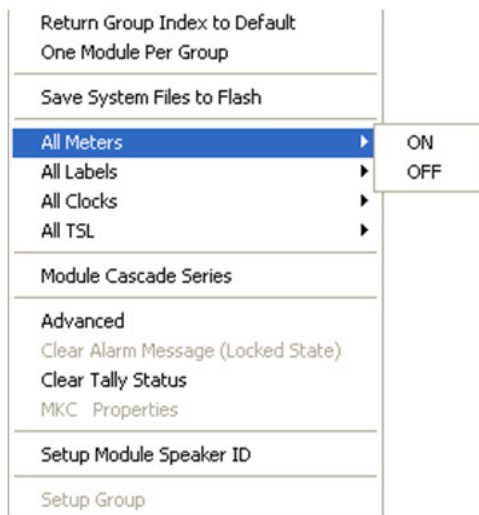 Return Group Index to Default
One Module Per Group
Save System Files to Flash
All Meters
ON
All Labels
OFF
All Clocks
All TSL
Module Cascade Series
Advanced
Clear Alarm Message (Locked State)
Clear Tally Status
MKC Properties
Setup Module Speaker ID
Setup Group